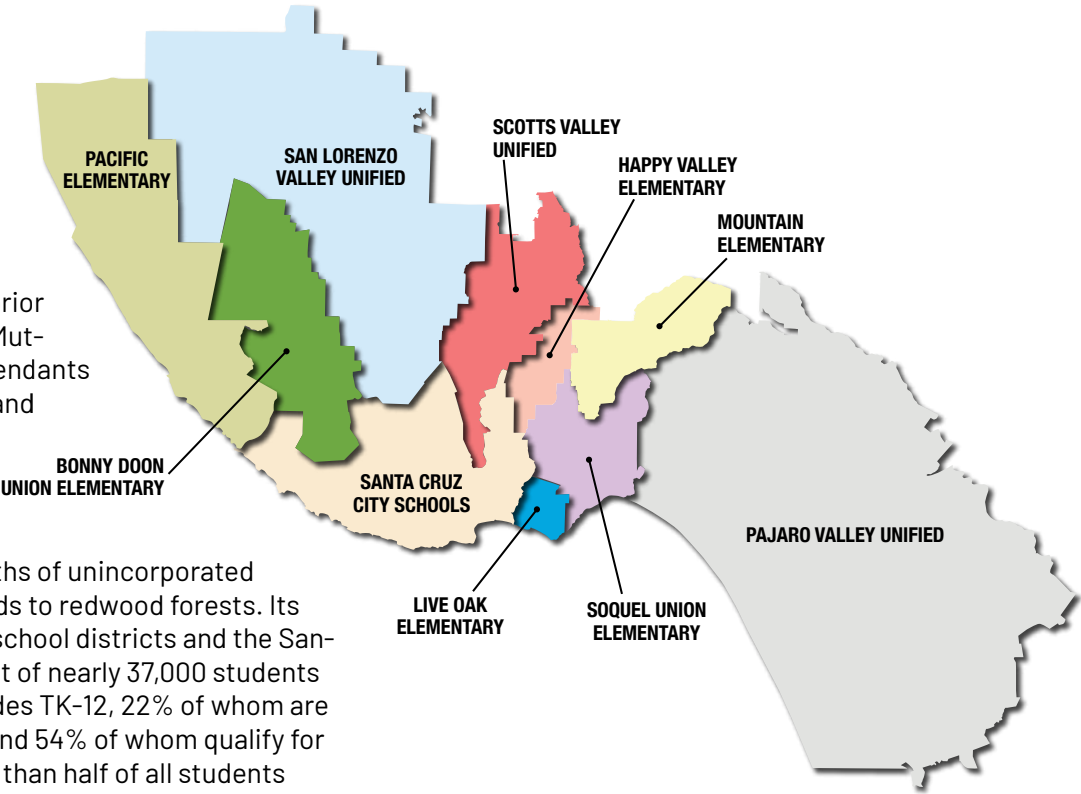 SCOTTS VALLEY
UNIFIED
HAPPY VALLEY
ELEMENTARY
PACIFIC
ELEMENTARY
SAN LORENZO
VALLEY UNIFIED
MOUNTAIN
ELEMENTARY
BONNY DOON
UNION ELEMENTARY
SANTA CRUZ
CITY SCHOOLS
PAJARO VALLEY UNIFIED
LIVE OAK
ELEMENTARY
SOQUEL UNION
ELEMENTARY
rior
Mut-
endants
and
ths of unincorporated
ds to redwood forests. Its
school districts and the San-
t of nearly 37,000 students
des TK-12, 22% of whom are
nd 54% of whom qualify for
than half of all students